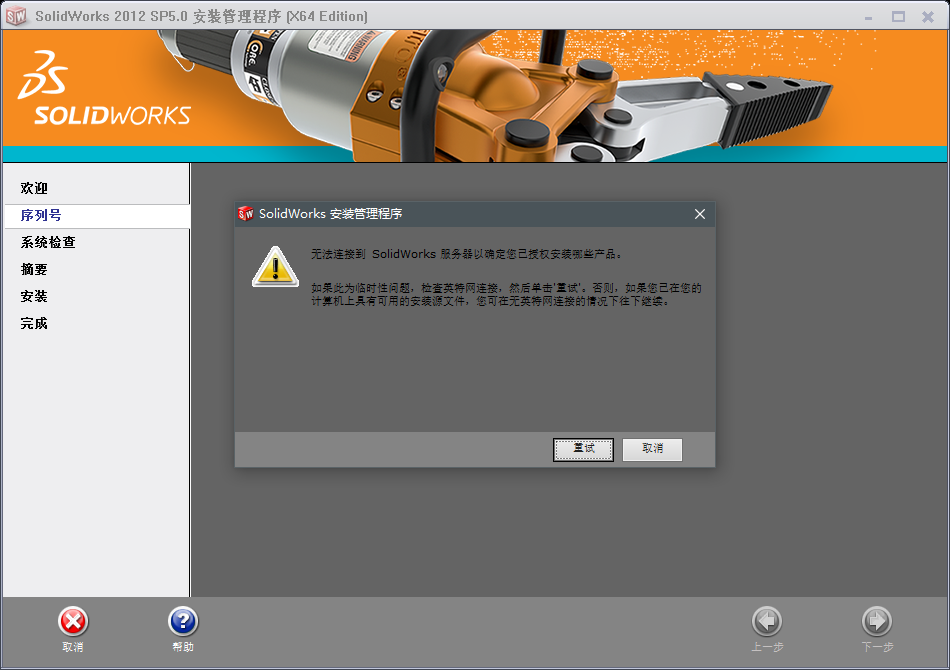 SolidWorks 2012 SP5.0 安装管理程序 (X64 Edition)
SOLIDWORKS
欢迎
序列号
系统检查
摘要
安装
完成
SolidWorks 安装管理程序
无法连接到 SolidWorks 服务器以确定您已授权安装哪些产品。
如果此为临时性问题，检查英特网连接，然后单击'重试'。否则，如果您已在您的
计算机上具有可用的安装源文件，您可在无英特网连接的情况下往下继续。
重试
取消
取消
帮助
上一步
下一步